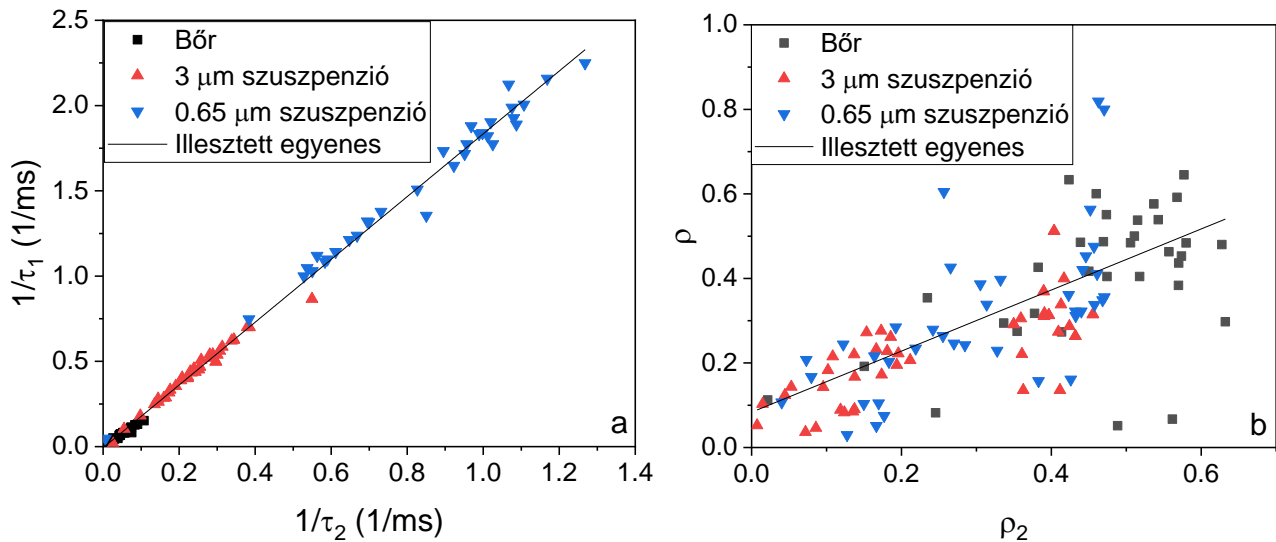 2.5
2.0
1.5
1.0
0.5
0.0
1/τ₁ (1/ms)
Bőr
3 μm szuszpenzió
0.65 μm szuszpenzió
Illesztett egyenes
a
0.0 0.2 0.4 0.6 0.8 1.0 1.2 1.4
1/τ₂ (1/ms)
1.0
0.8
0.6
0.4
0.2
0.0
ρ
Bőr
3 μm szuszpenzió
0.65 μm szuszpenzió
Illesztett egyenes
b
0.0 0.2 0.4 0.6
ρ₂